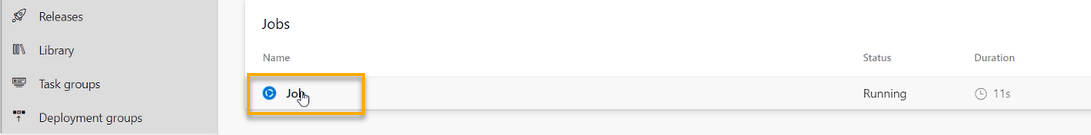 Releases
Library
Task groups
Deployment groups
Jobs
Name Status Duration
Job Running 11s